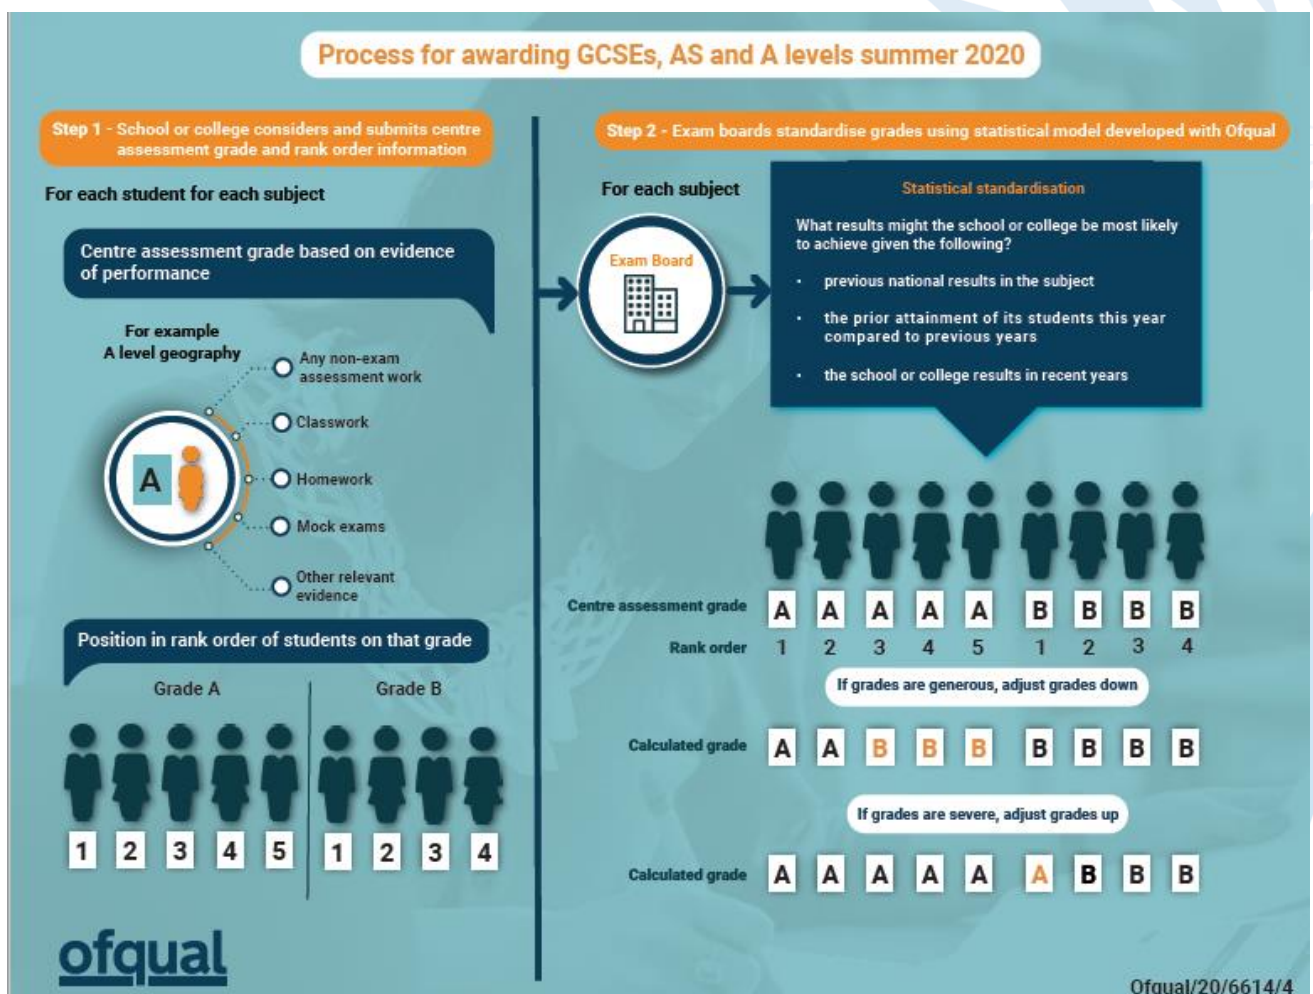 Process for awarding GCSEs, AS and A levels summer 2020
Step 1 - School or college considers and submits centre
assessment grade and rank order information
For each student for each subject
Centre assessment grade based on evidence
of performance
For example
A level geography
A
Any non-exam
assessment work
Classwork
Homework
Mock exams
Other relevant
evidence
Position in rank order of students on that grade
Grade A
Grade B
1 2 3 4 5 1 2 3 4
ofqual
Step 2 - Exam boards standardise grades using statistical model developed with Ofqual
For each subject
Exam Board
Statistical standardisation
What results might the school or college be most likely
to achieve given the following?
• previous national results in the subject
• the prior attainment of its students this year
compared to previous years
• the school or college results in recent years
Centre assessment grade A A A A A B B B B
Rank order 1 2 3 4 5 1 2 3 4
If grades are generous, adjust grades down
Calculated grade A A B B B B B B B
If grades are severe, adjust grades up
Calculated grade A A A A A A B B B
Ofqual/20/6614/4